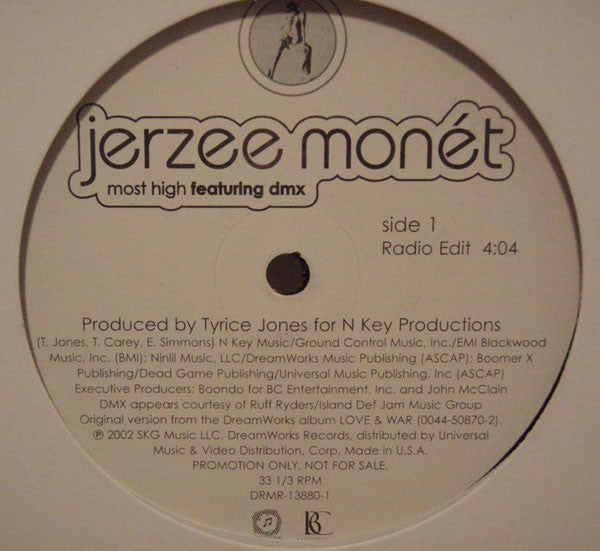 jerzee monét
most high featuring dmx
side 1
Radio Edit 4:04
Produced by Tyrice Jones for N Key Productions
(T. Jones, T. Carey, E. Simmons) N Key Music/Ground Control Music, Inc./EMI Blackwood
Music, Inc. (BMI); Ninlil Music, LLC/DreamWorks Music Publishing (ASCAP): Boomer X
Publishing/Dead Game Publishing/Universal Music Publishing, Inc (ASCAP)
Executive Producers: Boondo for BC Entertainment, Inc. and John McClain
DMX appears courtesy of Ruff Ryders/Island Def Jam Music Group
Original version from the DreamWorks album LOVE & WAR (0044-50870-2).
℗ 2002 SKG Music LLC. DreamWorks Records, distributed by Universal
Music & Video Distribution, Corp. Made in U.S.A.
PROMOTION ONLY. NOT FOR SALE.
33 1/3 RPM
DRMR-13880-1
BC